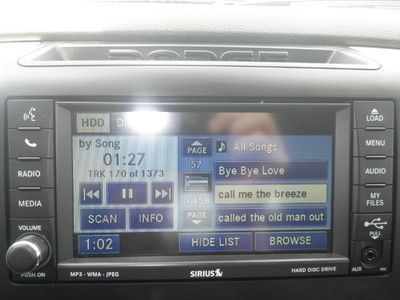 DODGE
HDD
by Song
01:27
TRK 170 of 1373
SCAN
INFO
1:02
PAGE
57
PAGE
All Songs
Bye Bye Love
call me the breeze
called the old man out
HIDE LIST
BROWSE
RADIO
MEDIA
VOLUME
PUSH ON
LOAD
MENU
AUDIO
MY
FILES
PULL
AUX
MP3 - WMA - JPEG
SIRIUS
HARD DISC DRIVE